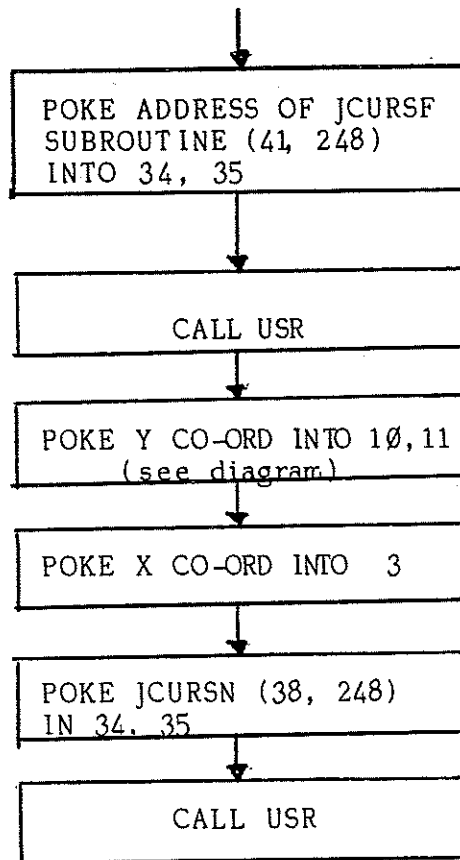 POKE ADDRESS OF JCURSF
SUBROUTINE (41, 248)
INTO 34, 35
CALL USR
POKE Y CO-ORD INTO 1Ø,11
(see diagram)
POKE X CO-ORD INTO 3
POKE JCURSN (38, 248)
IN 34. 35
CALL USR